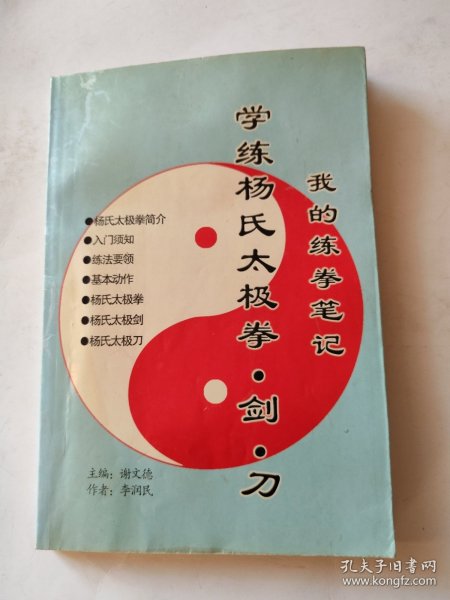 我的练拳笔记
学练杨氏太极拳·剑·刀
●杨氏太极拳简介
●入门须知
●练法要领
●基本动作
●杨氏太极拳
●杨氏太极剑
●杨氏太极刀
主编：谢文德
作者：李润民
孔夫子旧书网
www.kongfz.com